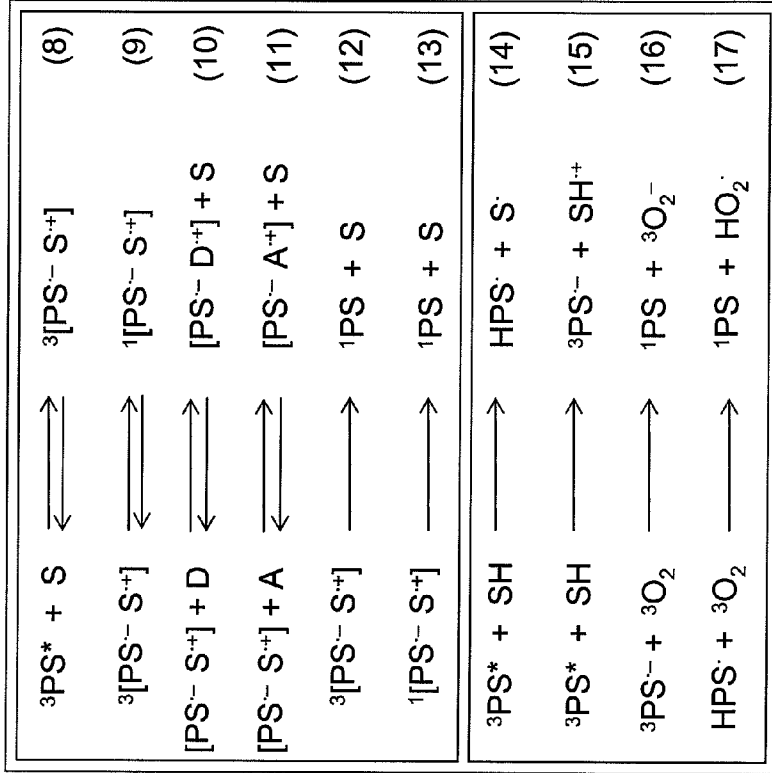 ³PS* + S ⇌ ³[PS·⁻ S·⁺] (8)
³[PS·⁻ S·⁺] ⇌ ¹[PS·⁻ S·⁺] (9)
[PS·⁻ S·⁺] + D ⇌ [PS·⁻ D·⁺] + S (10)
[PS·⁻ S·⁺] + A ⇌ [PS·⁻ A·⁺] + S (11)
³[PS·⁻ S·⁺] → ¹PS + S (12)
¹[PS·⁻ S·⁺] → ¹PS + S (13)
³PS* + SH → HPS· + S· (14)
³PS* + SH → ³PS·⁻ + SH·⁺ (15)
³PS·⁻ + ³O₂ → ¹PS + ³O₂⁻ (16)
HPS· + ³O₂ → ¹PS + HO₂· (17)